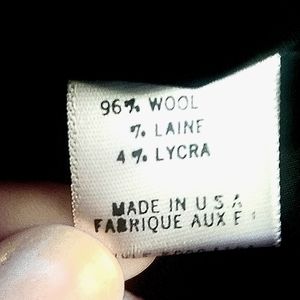 96% WOOL
% LAINE
4% LYCRA
MADE IN U S A
FABRIQUE AUX E